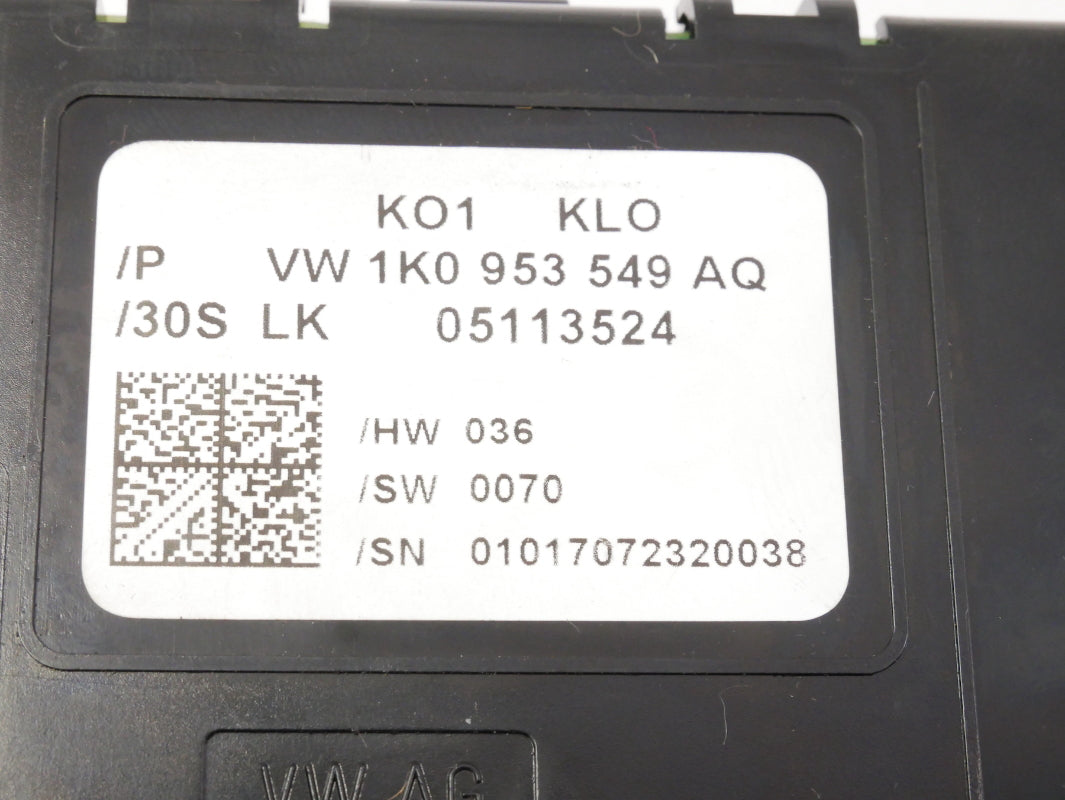 KO1 KLO
/P VW 1K0 953 549 AQ
/30S LK 05113524
/HW 036
/SW 0070
/SN 01017072320038
VW AG